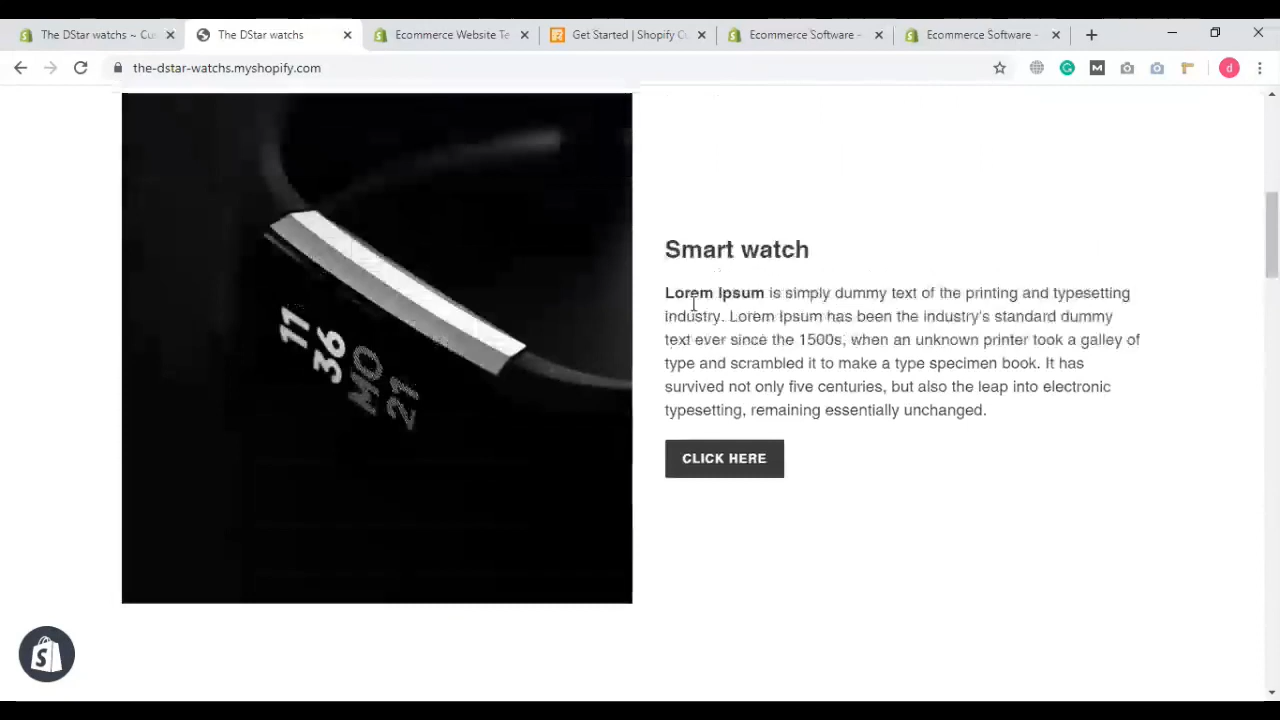 The DStar watchs ~ Cus
The DStar watchs
Ecommerce Website Te
Get Started | Shopify Cu
Ecommerce Software -
Ecommerce Software -
the-dstar-watchs.myshopify.com
M
d
11
36
MO
21
Smart watch
Lorem Ipsum is simply dummy text of the printing and typesetting
industry. Lorem Ipsum has been the industry's standard dummy
text ever since the 1500s, when an unknown printer took a galley of
type and scrambled it to make a type specimen book. It has
survived not only five centuries, but also the leap into electronic
typesetting, remaining essentially unchanged.
CLICK HERE